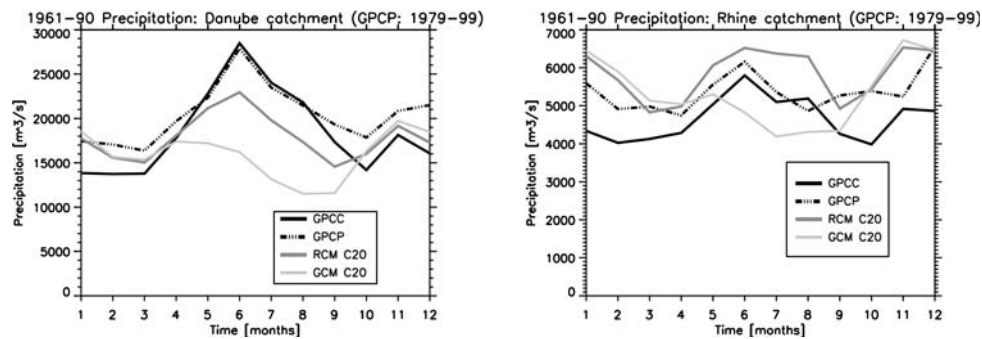 1961-90 Precipitation: Danube catchment (GPCP: 1979-99)
30000
25000
20000
15000
10000
5000
0
Precipitation [m^3/s]
GPCC
GPCP
RCM C20
GCM C20
1 2 3 4 5 6 7 8 9 10 11 12
Time [months]
1961-90 Precipitation: Rhine catchment (GPCP: 1979-99)
7000
6000
5000
4000
3000
2000
1000
0
Precipitation [m^3/s]
GPCC
GPCP
RCM C20
GCM C20
1 2 3 4 5 6 7 8 9 10 11 12
Time [months]